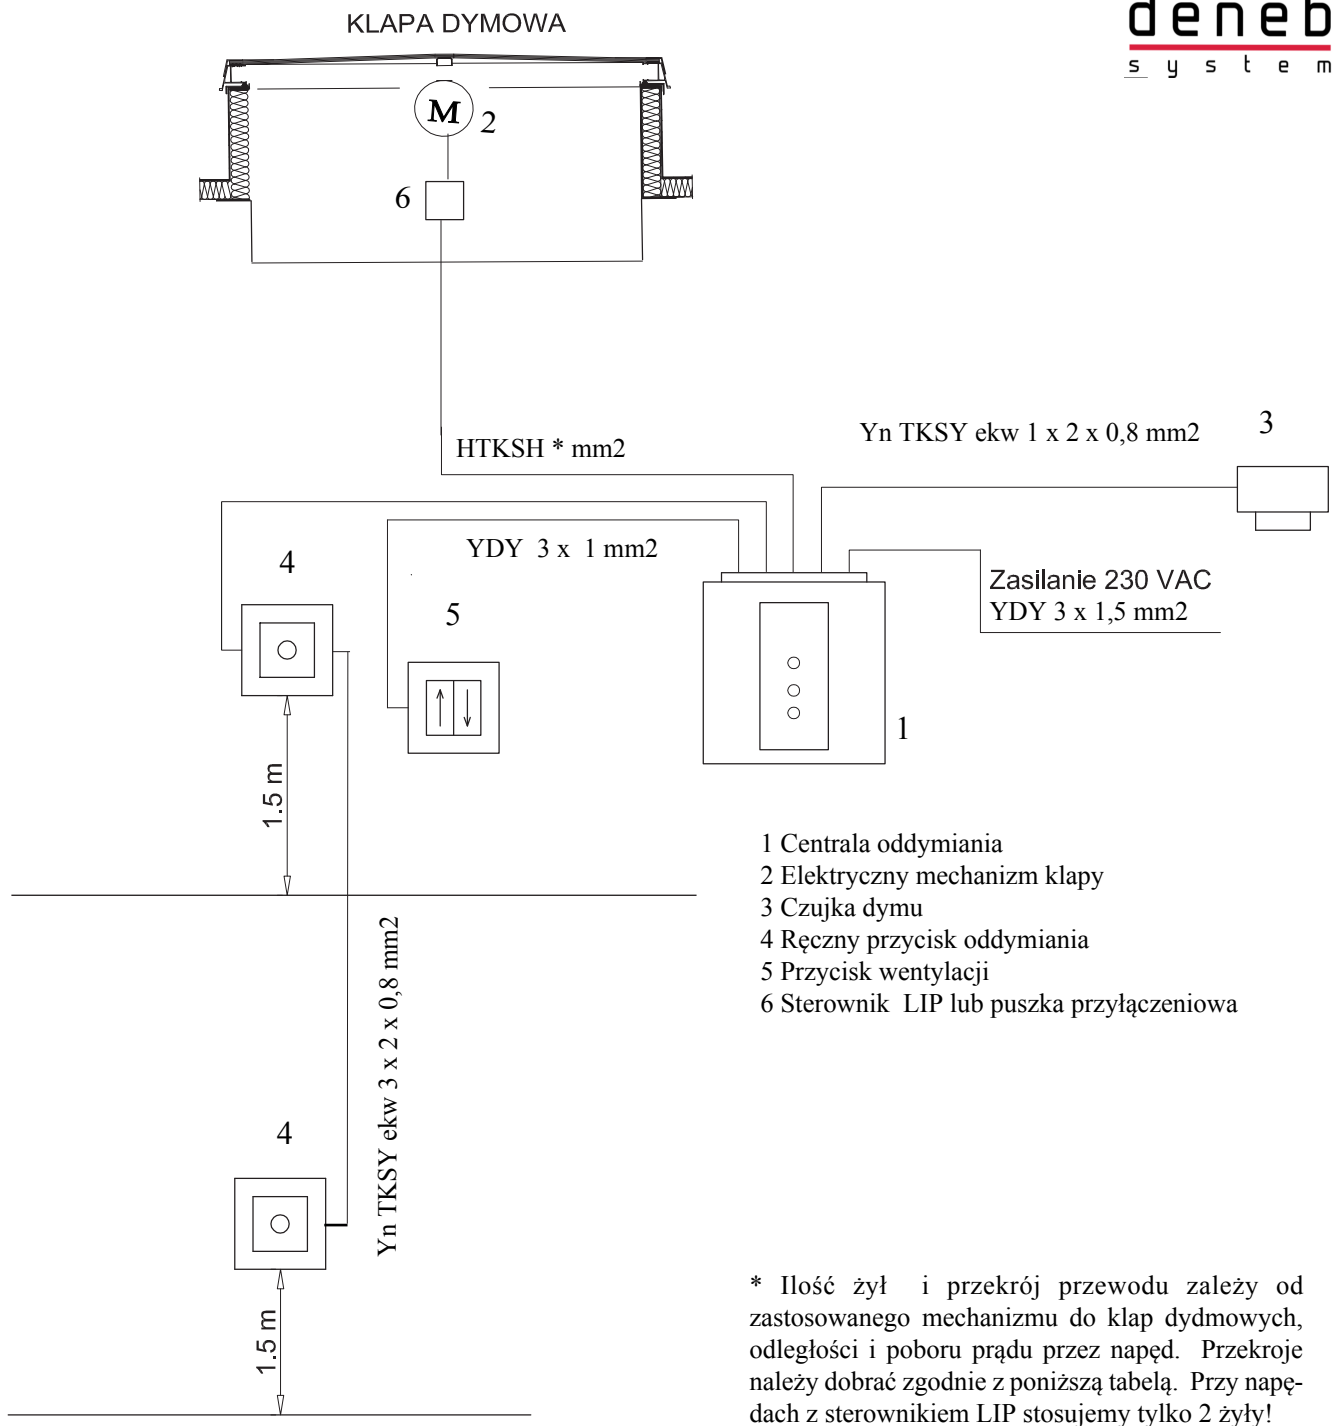 KLAPA DYMOWA
deneb
system
M
2
6
HTKSH * mm2
Yn TKSY ekw 1 x 2 x 0,8 mm2
3
YDY 3 x 1 mm2
4
5
Zasilanie 230 VAC
YDY 3 x 1,5 mm2
1
1.5 m
1 Centrala oddymiania
2 Elektryczny mechanizm klapy
3 Czujka dymu
4 Ręczny przycisk oddymiania
5 Przycisk wentylacji
6 Sterownik LIP lub puszka przyłączeniowa
Yn TKSY ekw 3 x 2 x 0,8 mm2
4
1.5 m
* Ilość żył i przekrój przewodu zależy od
zastosowanego mechanizmu do klap dydmowych,
odległości i poboru prądu przez napęd. Przekroje
należy dobrać zgodnie z poniższą tabelą. Przy napę-
dach z sterownikiem LIP stosujemy tylko 2 żyły!